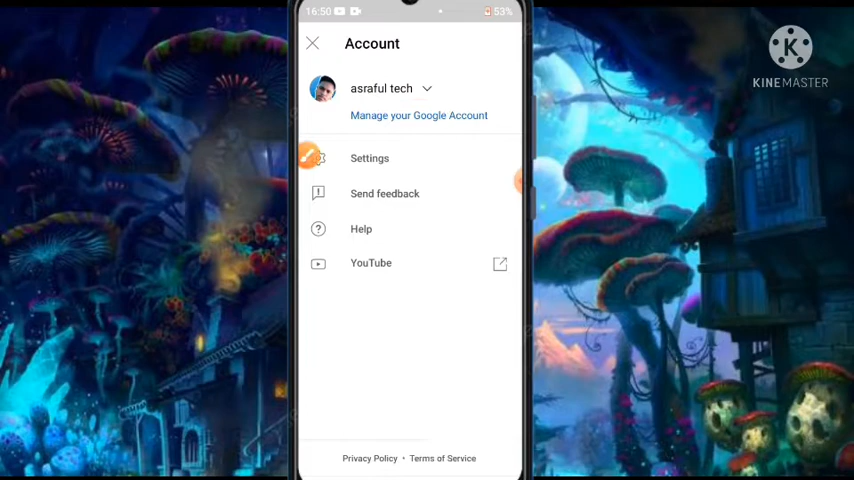 16:50
53%
K
KINEMASTER
Account
asraful tech
Manage your Google Account
Settings
Send feedback
Help
YouTube
Privacy Policy • Terms of Service